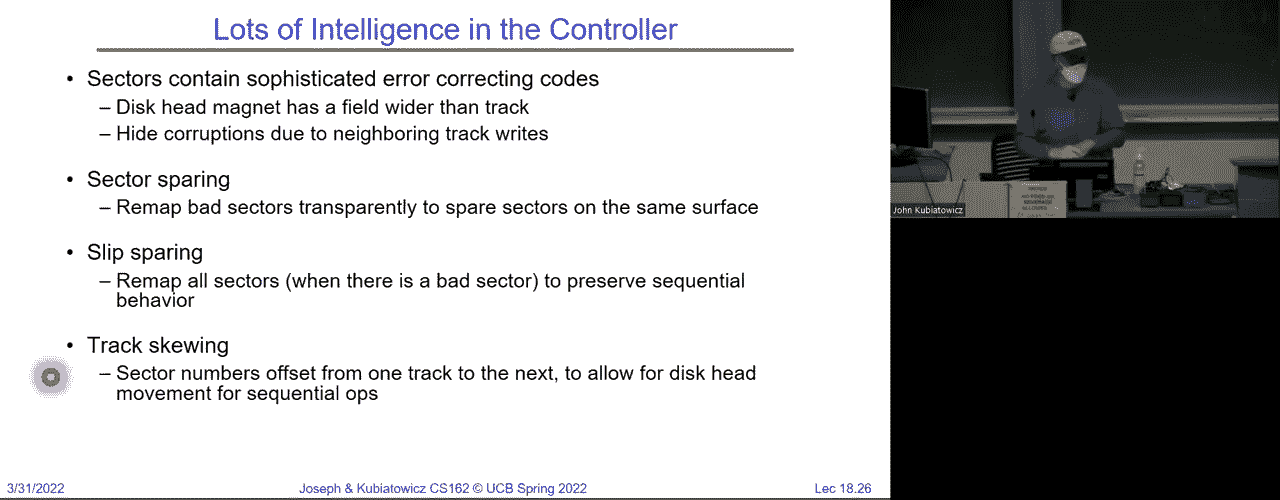 Lots of Intelligence in the Controller
• Sectors contain sophisticated error correcting codes
– Disk head magnet has a field wider than track
– Hide corruptions due to neighboring track writes
• Sector sparing
– Remap bad sectors transparently to spare sectors on the same surface
• Slip sparing
– Remap all sectors (when there is a bad sector) to preserve sequential
behavior
• Track skewing
– Sector numbers offset from one track to the next, to allow for disk head
movement for sequential ops
3/31/2022
Joseph & Kubiatowicz CS162 © UCB Spring 2022
Lec 18.26
John Kubiatowicz